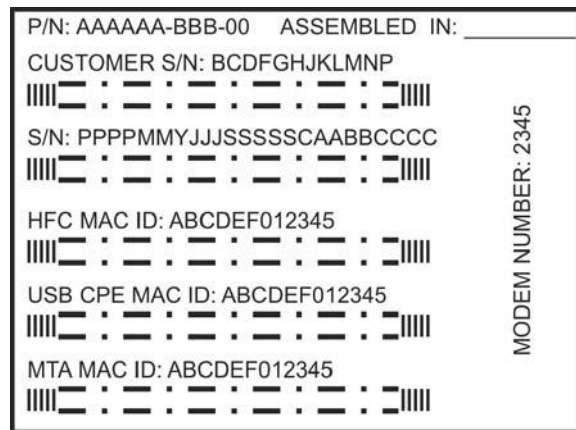 P/N: AAAAAA-BBB-00 ASSEMBLED IN:
CUSTOMER S/N: BCDFGHJKLMNP
S/N: PPPPMMYJJJSSSSSCAABBCCCC
HFC MAC ID: ABCDEF012345
USB CPE MAC ID: ABCDEF012345
MTA MAC ID: ABCDEF012345
MODEM NUMBER: 2345